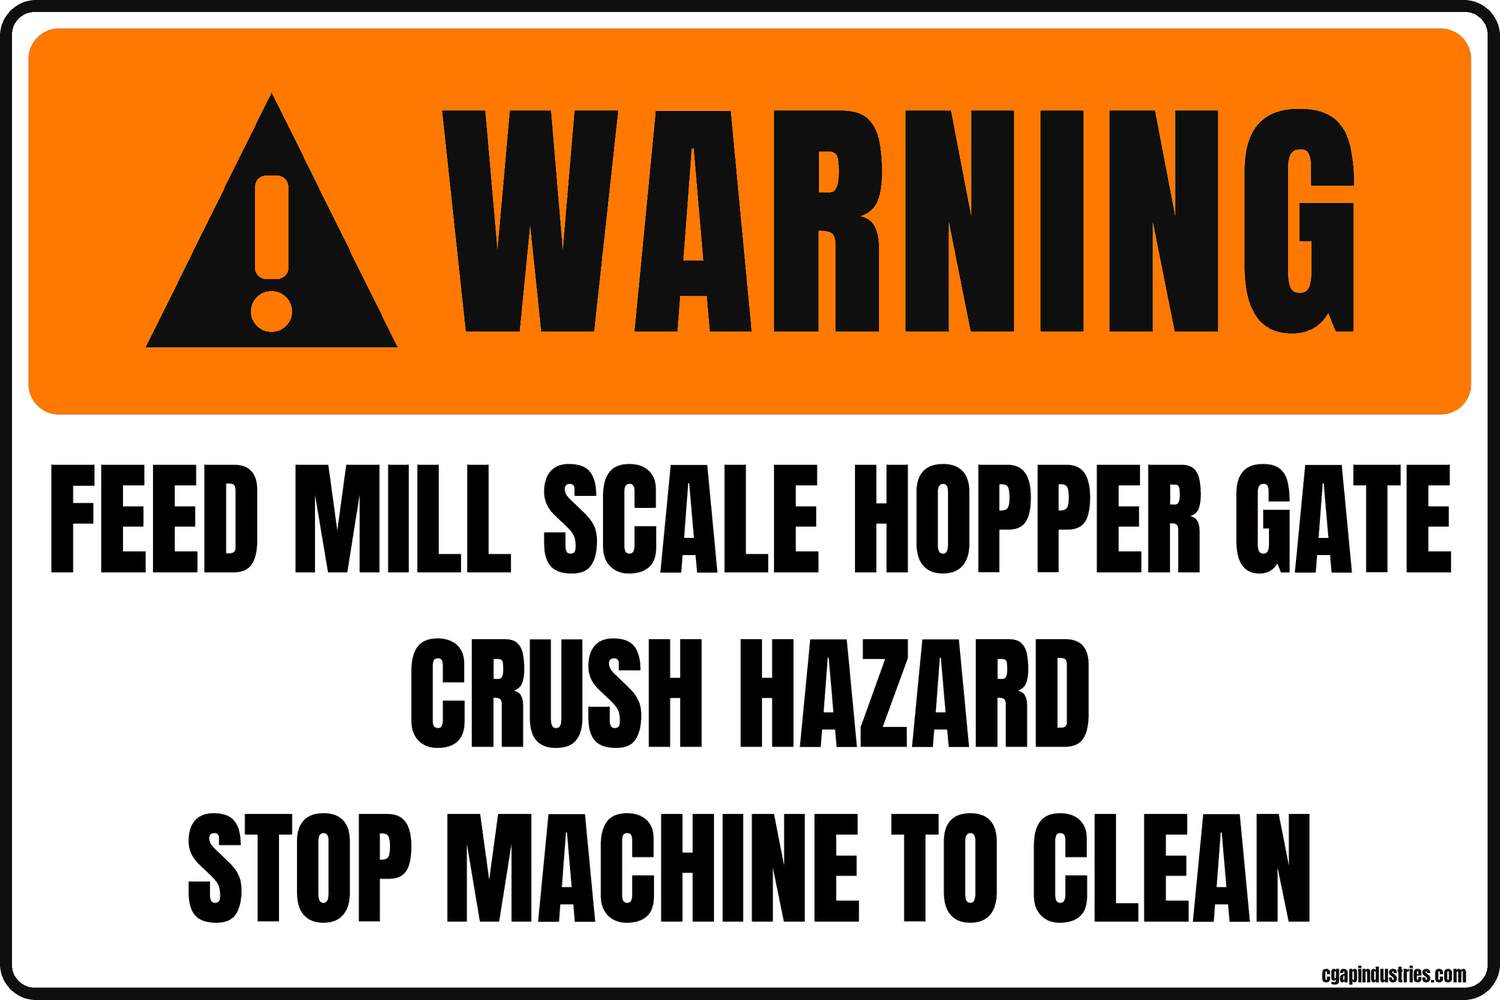 WARNING
FEED MILL SCALE HOPPER GATE
CRUSH HAZARD
STOP MACHINE TO CLEAN
cgapindustries.com